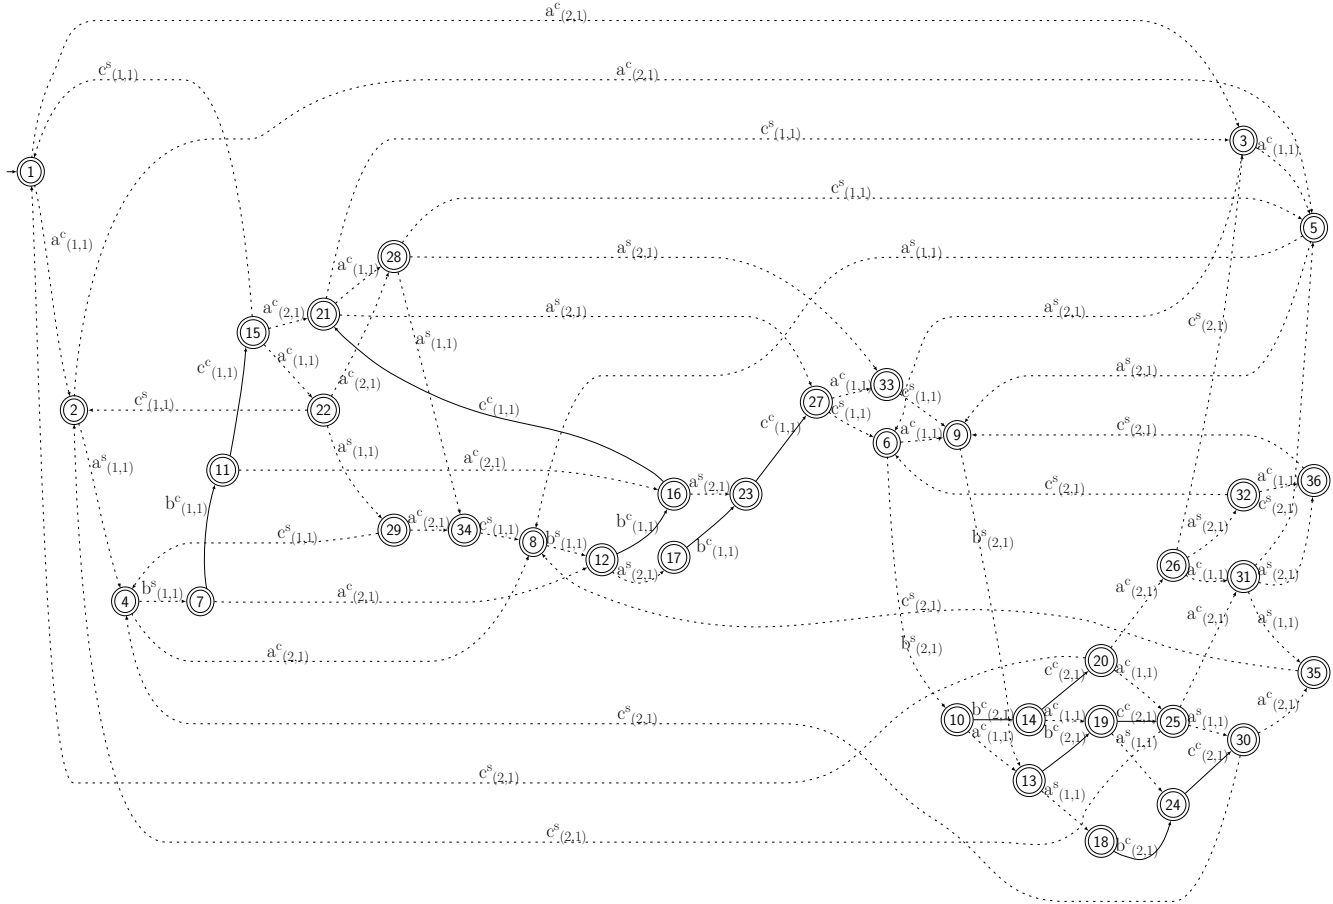 a^c_(2,1)
c^s_(1,1)
a^c_(2,1)
c^s_(1,1)
3
a^c_(1,1)
1
c^s_(1,1)
5
a^c_(1,1)
a^s_(2,1)
a^s_(1,1)
28
a^c_(1,1)
a^c_(2,1)
21
a^s_(2,1)
a^s_(2,1)
c^s_(2,1)
15
a^s_(1,1)
a^c_(1,1)
c^c_(1,1)
a^c_(2,1)
a^c_(1,1)
33
c^s_(1,1)
a^s_(2,1)
2
c^s_(1,1)
22
c^c_(1,1)
27
c^s_(1,1)
c^c_(1,1)
6
a^c_(1,1)
9
c^s_(2,1)
a^s_(1,1)
a^s_(1,1)
11
a^c_(2,1)
16
a^s_(2,1)
23
c^s_(2,1)
32
a^c_(1,1)
36
b^c_(1,1)
c^s_(2,1)
c^s_(1,1)
29
a^c_(2,1)
34
c^s_(1,1)
8
b^s_(1,1)
b^c_(1,1)
a^s_(2,1)
b^s_(2,1)
12
a^s_(2,1)
17
b^c_(1,1)
26
a^c_(1,1)
31
a^s_(2,1)
4
b^s_(1,1)
7
a^c_(2,1)
c^s_(2,1)
a^c_(2,1)
a^c_(2,1)
a^s_(1,1)
a^c_(2,1)
b^s_(2,1)
20
c^c_(2,1)
a^c_(1,1)
35
c^s_(2,1)
10
b^c_(2,1)
14
a^c_(1,1)
19
c^c_(2,1)
25
a^s_(1,1)
a^c_(2,1)
a^c_(1,1)
b^c_(2,1)
a^s_(1,1)
30
c^c_(2,1)
c^s_(2,1)
13
a^s_(1,1)
24
c^s_(2,1)
18
b^c_(2,1)